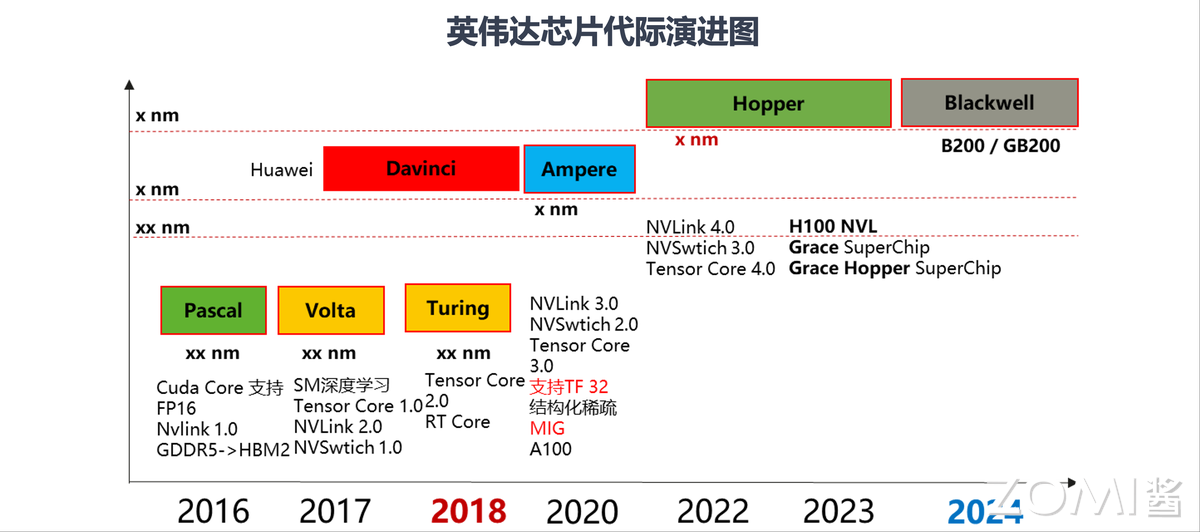 英伟达芯片代际演进图
x nm
Hopper
Blackwell
x nm
B200 / GB200
Huawei
Davinci
Ampere
x nm
x nm
xx nm
NVLink 4.0
NVSwtich 3.0
Tensor Core 4.0
H100 NVL
Grace SuperChip
Grace Hopper SuperChip
Pascal
xx nm
Cuda Core 支持
FP16
Nvlink 1.0
GDDR5->HBM2
Volta
xx nm
SM深度学习
Tensor Core 1.0
NVLink 2.0
NVSwtich 1.0
Turing
xx nm
Tensor Core
2.0
RT Core
NVLink 3.0
NVSwtich 2.0
Tensor Core
3.0
支持TF 32
结构化稀疏
MIG
A100
2016
2017
2018
2020
2022
2023
2024
ZOMI酱